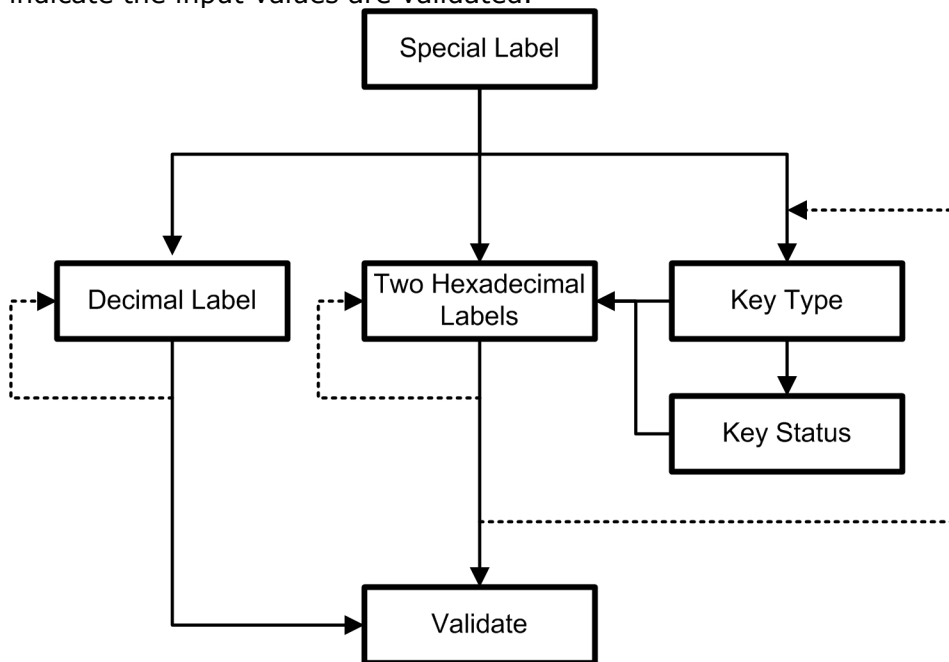 indicate the input values are validated.
Special Label
Decimal Label
Two Hexadecimal
Labels
Key Type
Key Status
Validate